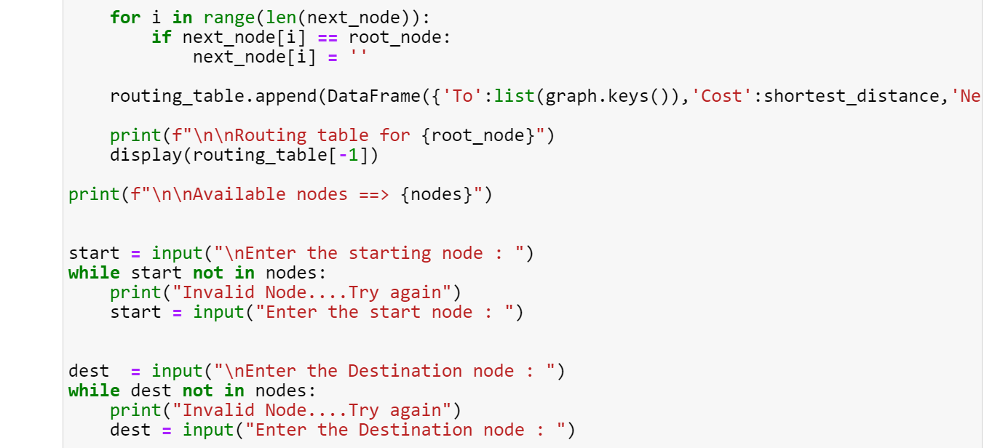 for i in range(len(next_node)):
        if next_node[i] == root_node:
            next_node[i] = ''
    routing_table.append(DataFrame({'To':list(graph.keys()),'Cost':shortest_distance,'Ne
    print(f"\n\nRouting table for {root_node}")
    display(routing_table[-1])
print(f"\n\nAvailable nodes ==> {nodes}")
start = input("\nEnter the starting node : ")
while start not in nodes:
    print("Invalid Node....Try again")
    start = input("Enter the start node : ")
dest  = input("\nEnter the Destination node : ")
while dest not in nodes:
    print("Invalid Node....Try again")
    dest = input("Enter the Destination node : ")